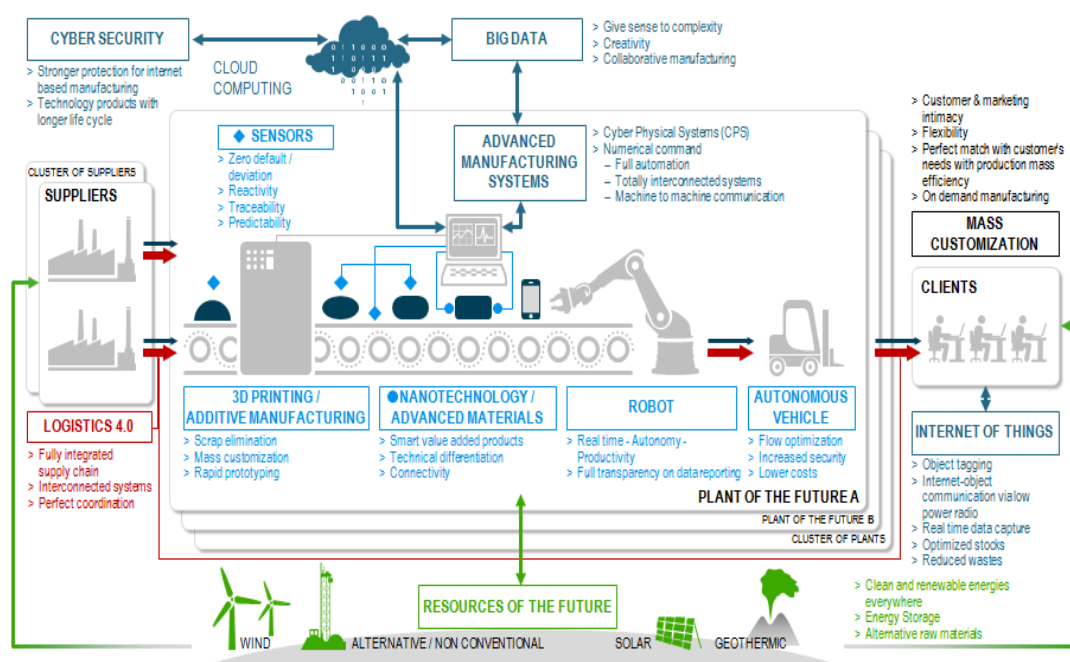 CYBER SECURITY
> Stronger protection for internet
based manufacturing
> Technology products with
longer life cycle
CLOUD
COMPUTING
011000
0 1 0 1
1 0 1 1
BIG DATA
> Give sense to complexity
> Creativity
> Collaborative manufacturing
SENSORS
> Zero default /
deviation
> Reactivity
> Traceability
> Predictability
ADVANCED
MANUFACTURING
SYSTEMS
> Cyber Physical Systems (CPS)
> Numerical command
– Full automation
– Totally interconnected systems
– Machine to machine communication
> Customer & marketing
intimacy
> Flexibility
> Perfect match with customer's
needs with production mass
efficiency
> On demand manufacturing
MASS
CUSTOMIZATION
CLUSTER OF SUPPLIERS
SUPPLIERS
CLIENTS
LOGISTICS 4.0
> Fully integrated
supply chain
> Interconnected systems
> Perfect coordination
3D PRINTING /
ADDITIVE MANUFACTURING
> Scrap elimination
> Mass customization
> Rapid prototyping
NANOTECHNOLOGY /
ADVANCED MATERIALS
> Smart value added products
> Technical differentiation
> Connectivity
ROBOT
> Real time - Autonomy -
Productivity
> Full transparency on data reporting
AUTONOMOUS
VEHICLE
> Flow optimization
> Increased security
> Lower costs
PLANT OF THE FUTURE A
PLANT OF THE FUTURE B
CLUSTER OF PLANTS
INTERNET OF THINGS
> Object tagging
> Internet-object
communication via low
power radio
> Real time data capture
> Optimized stocks
> Reduced wastes
RESOURCES OF THE FUTURE
WIND
ALTERNATIVE / NON CONVENTIONAL
SOLAR
GEOTHERMIC
> Clean and renewable energies
everywhere
> Energy Storage
> Alternative raw materials